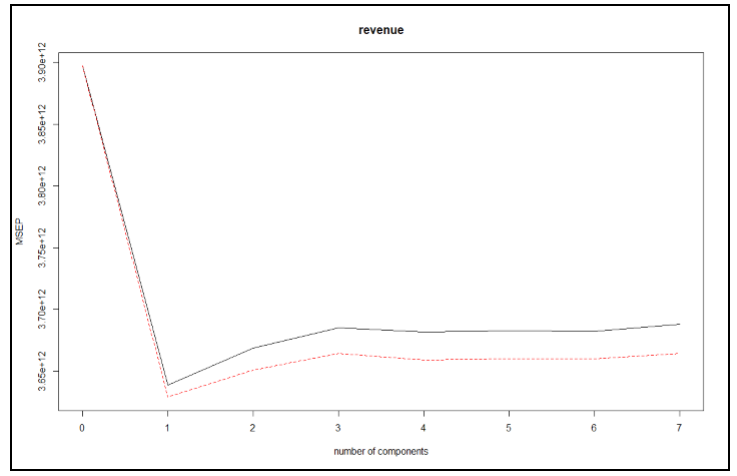 revenue
3.90e+12
3.85e+12
3.80e+12
3.75e+12
3.70e+12
3.65e+12
MSEP
0 1 2 3 4 5 6 7
number of components